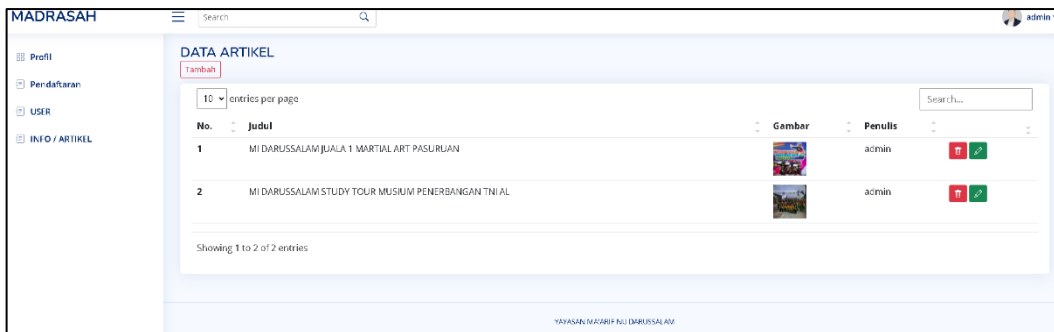 MADRASAH
Search
admin
Profil
Pendaftaran
USER
INFO / ARTIKEL
DATA ARTIKEL
Tambah
10 entries per page
Search...
No. Judul Gambar Penulis
1 MI DARUSSALAM JUALA 1 MARTIAL ART PASURUAN admin
2 MI DARUSSALAM STUDY TOUR MUSIUM PENERBANGAN TNI AL admin
Showing 1 to 2 of 2 entries
YAYASAN MA'ARIF NU DARUSSALAM